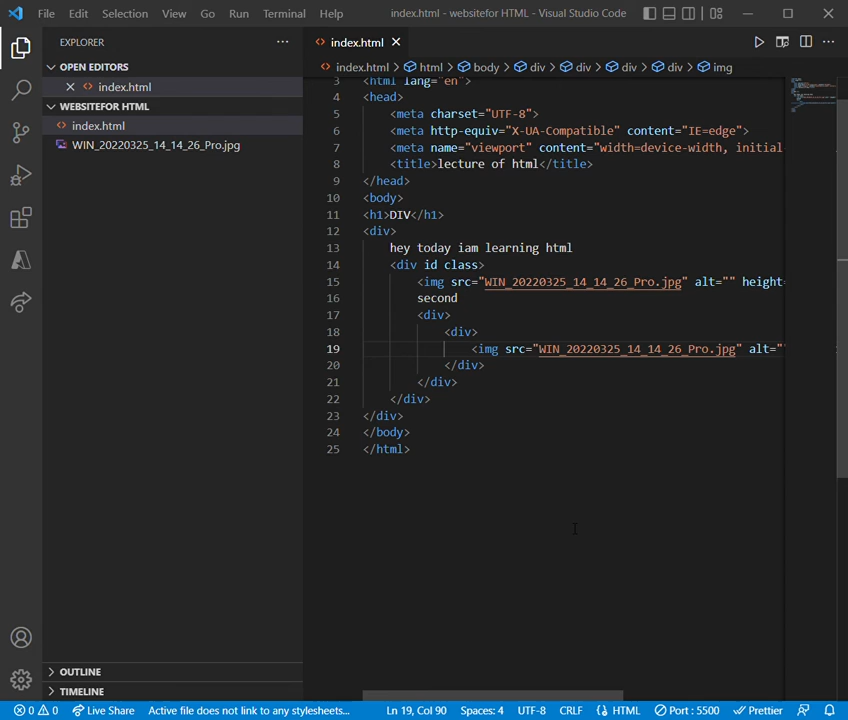 File Edit Selection View Go Run Terminal Help index.html - websitefor HTML - Visual Studio Code
EXPLORER
OPEN EDITORS
index.html
WEBSITEFOR HTML
index.html
WIN_20220325_14_14_26_Pro.jpg
OUTLINE
TIMELINE
index.html
index.html > html > body > div > div > div > div > img
3 <html lang="en">
4 <head>
5 <meta charset="UTF-8">
6 <meta http-equiv="X-UA-Compatible" content="IE=edge">
7 <meta name="viewport" content="width=device-width, initial-
8 <title>lecture of html</title>
9 </head>
10 <body>
11 <h1>DIV</h1>
12 <div>
13 hey today iam learning html
14 <div id class>
15 <img src="WIN_20220325_14_14_26_Pro.jpg" alt="" height=
16 second
17 <div>
18 <div>
19 <img src="WIN_20220325_14_14_26_Pro.jpg" alt=""
20 </div>
21 </div>
22 </div>
23 </div>
24 </body>
25 </html>
0 0 Live Share Active file does not link to any stylesheets... Ln 19, Col 90 Spaces: 4 UTF-8 CRLF HTML Port : 5500 Prettier